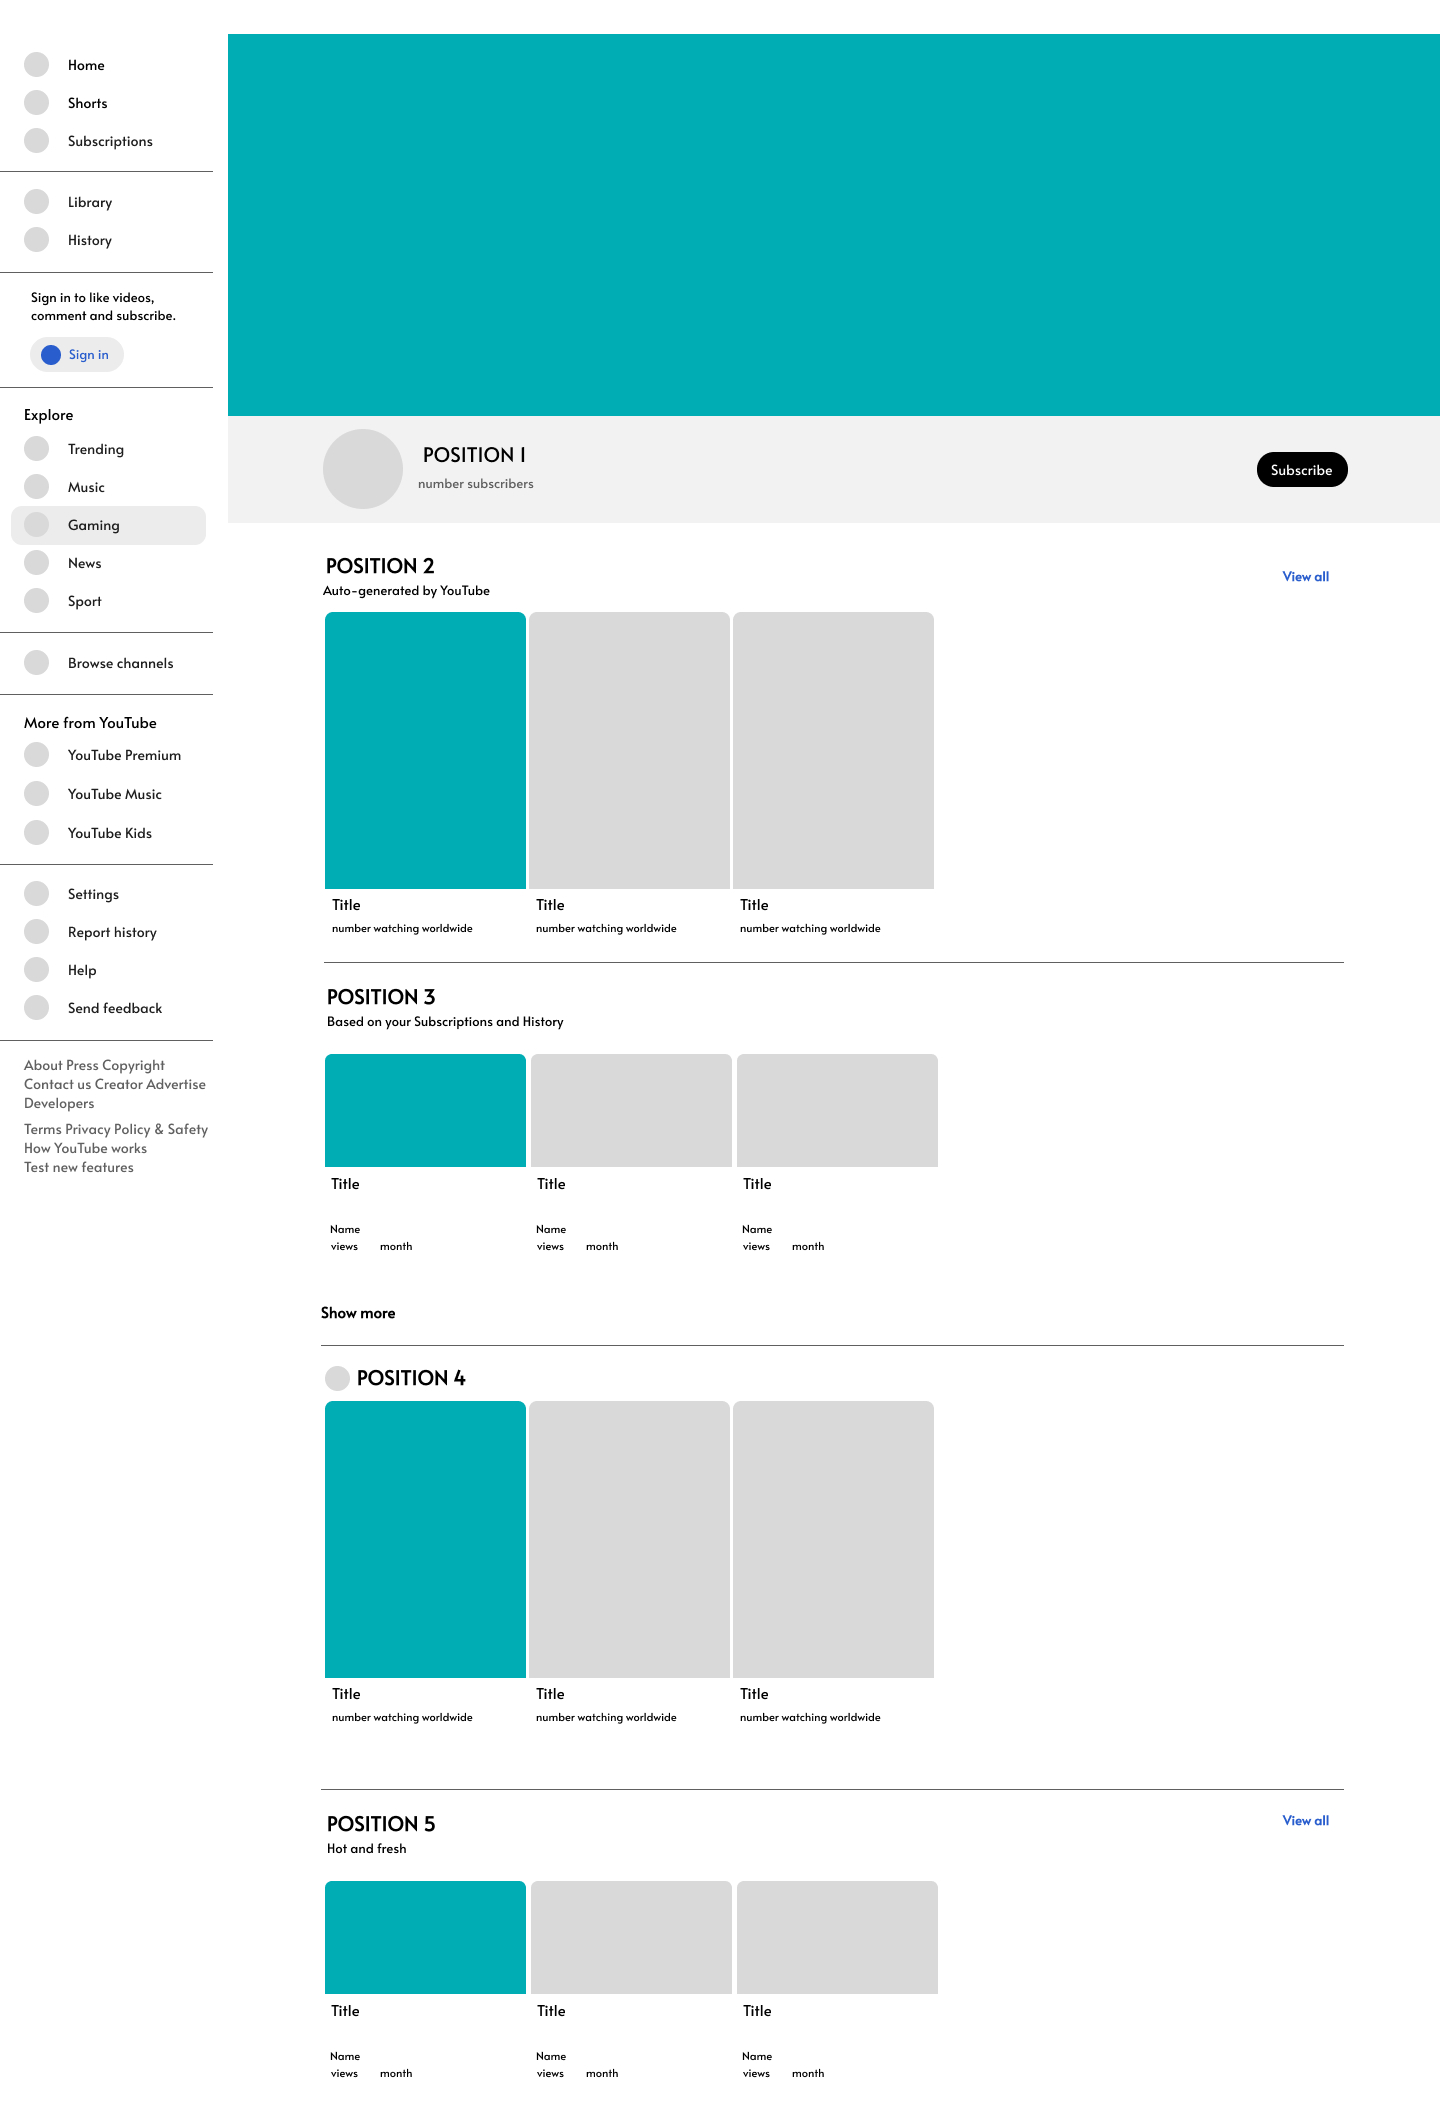 Home
Shorts
Subscriptions
Library
History
Sign in to like videos,
comment and subscribe.
Sign in
Explore
Trending
Music
Gaming
News
Sport
Browse channels
More from YouTube
YouTube Premium
YouTube Music
YouTube Kids
Settings
Report history
Help
Send feedback
About Press Copyright
Contact us Creator Advertise
Developers
Terms Privacy Policy & Safety
How YouTube works
Test new features
POSITION 1
number subscribers
Subscribe
POSITION 2
Auto-generated by YouTube
View all
Title Title Title
number watching worldwide number watching worldwide number watching worldwide
POSITION 3
Based on your Subscriptions and History
Title Title Title
Name Name Name
views month views month views month
Show more
POSITION 4
Title Title Title
number watching worldwide number watching worldwide number watching worldwide
POSITION 5
View all
Hot and fresh
Title Title Title
Name Name Name
views month views month views month